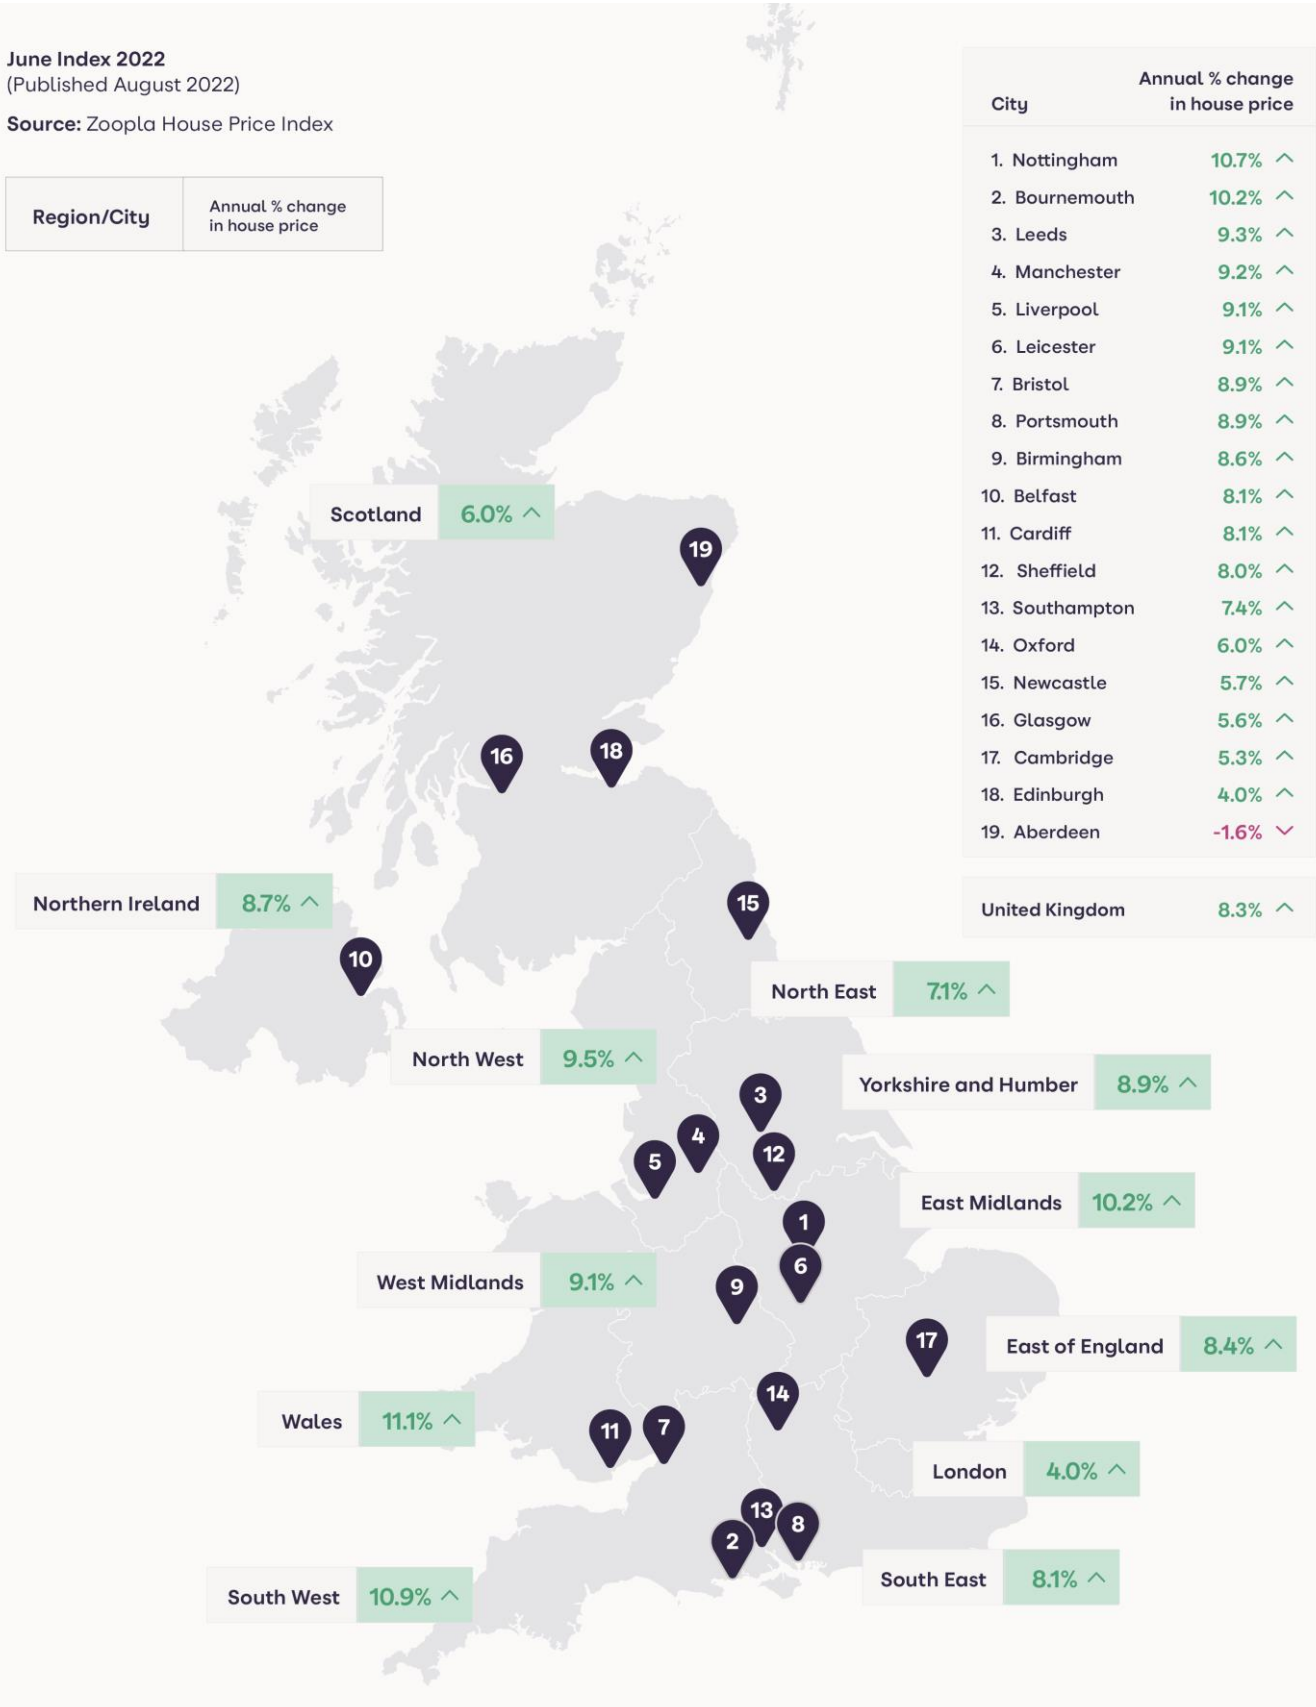 June Index 2022
(Published August 2022)
Source: Zoopla House Price Index
Region/City
Annual % change
in house price
City
Annual % change
in house price
1. Nottingham 10.7%
2. Bournemouth 10.2%
3. Leeds 9.3%
4. Manchester 9.2%
5. Liverpool 9.1%
6. Leicester 9.1%
7. Bristol 8.9%
8. Portsmouth 8.9%
9. Birmingham 8.6%
10. Belfast 8.1%
11. Cardiff 8.1%
12. Sheffield 8.0%
13. Southampton 7.4%
14. Oxford 6.0%
15. Newcastle 5.7%
16. Glasgow 5.6%
17. Cambridge 5.3%
18. Edinburgh 4.0%
19. Aberdeen -1.6%
United Kingdom 8.3%
Scotland 6.0%
19
16
18
Northern Ireland 8.7%
15
10
North East 7.1%
North West 9.5%
Yorkshire and Humber 8.9%
3
4
12
5
East Midlands 10.2%
1
6
West Midlands 9.1%
9
17
East of England 8.4%
14
Wales 11.1%
11
7
London 4.0%
13
8
2
South East 8.1%
South West 10.9%